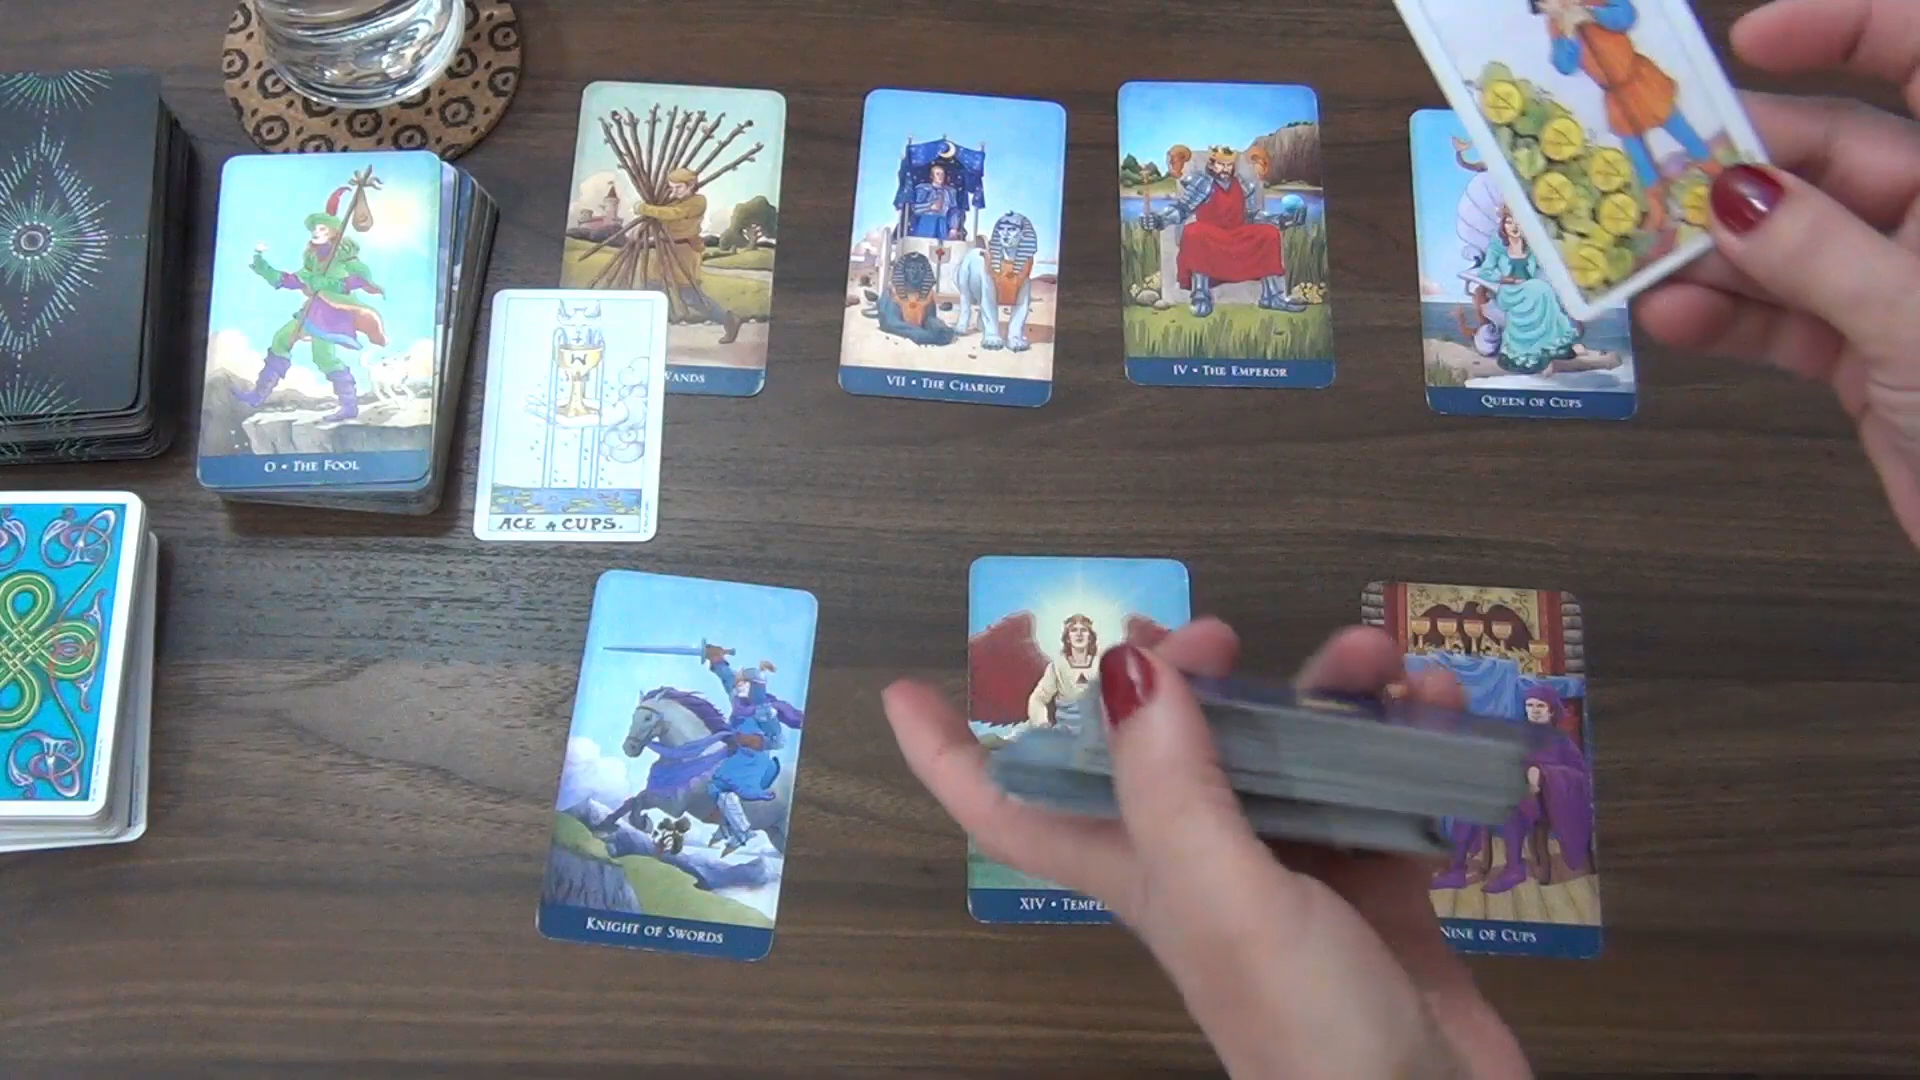 WANDS
VII • THE CHARIOT
IV • THE EMPEROR
QUEEN OF CUPS
O • THE FOOL
ACE of CUPS.
KNIGHT OF SWORDS
XIV • TEMPE
NINE OF CUPS